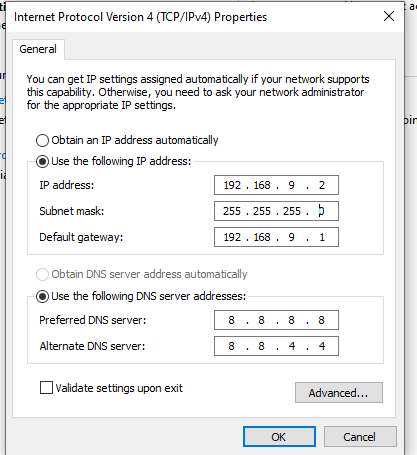 Internet Protocol Version 4 (TCP/IPv4) Properties
General
You can get IP settings assigned automatically if your network supports
this capability. Otherwise, you need to ask your network administrator
for the appropriate IP settings.
Obtain an IP address automatically
Use the following IP address:
IP address: 192 . 168 . 9 . 2
Subnet mask: 255 . 255 . 255 . 0
Default gateway: 192 . 168 . 9 . 1
Obtain DNS server address automatically
Use the following DNS server addresses:
Preferred DNS server: 8 . 8 . 8 . 8
Alternate DNS server: 8 . 8 . 4 . 4
Validate settings upon exit
Advanced...
OK Cancel